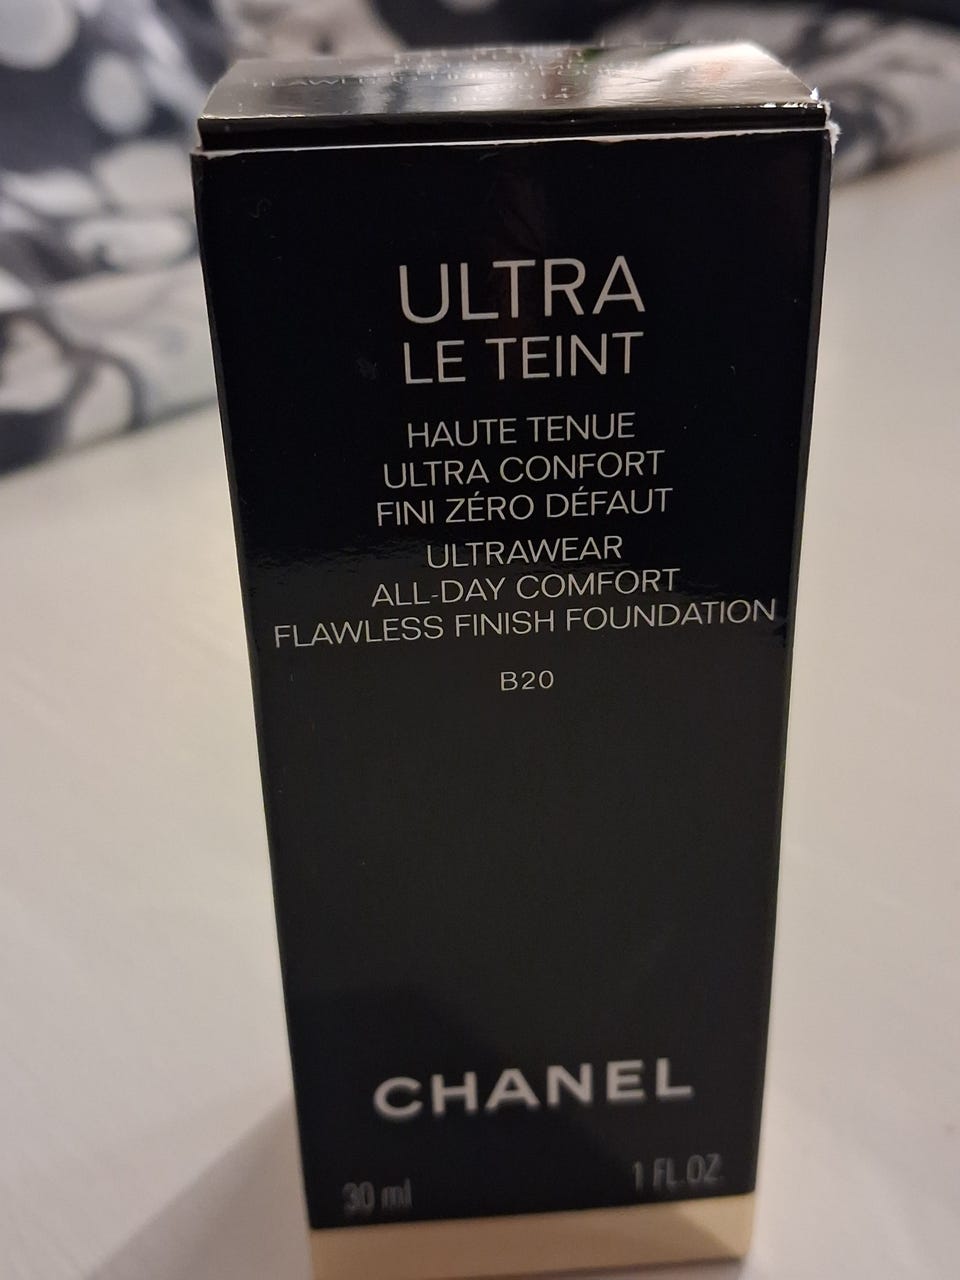 ULTRA
LE TEINT
HAUTE TENUE
ULTRA CONFORT
FINI ZÉRO DÉFAUT
ULTRAWEAR
ALL-DAY COMFORT
FLAWLESS FINISH FOUNDATION
B20
CHANEL
30 ml 1 FL.OZ.